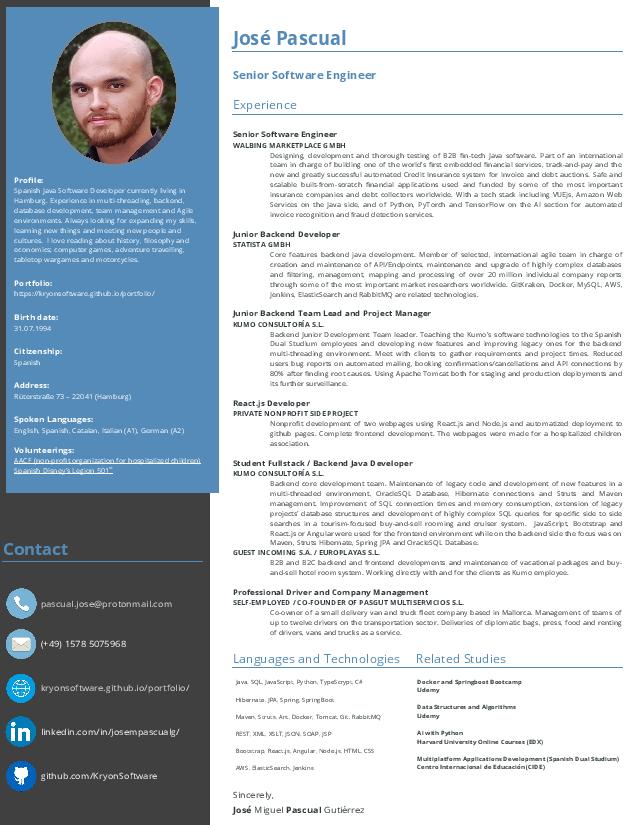 José Pascual
Senior Software Engineer
Experience
Senior Software Engineer
WALBING MARKETPLACE GMBH
Designing, development and thorough testing of B2B fin-tech Java software. Part of an international
team in charge of building one of the world's first embedded financial services, track-and-pay and the
new and greatly successful automated Credit Insurance system for invoice and debt auctions. Safe and
scalable built-from-scratch financial applications used and funded by some of the most important
insurance companies and debt collectors worldwide. With a tech stack including VUEjs, Amazon Web
Services on the Java side, and of Python, PyTorch and TensorFlow on the AI section for automated
invoice recognition and fraud detection services.
Junior Backend Developer
STATISTA GMBH
Core features backend java development. Member of selected, international agile team in charge of
creation and maintenance of API/Endpoints, maintenance and upgrade of highly complex databases
and filtering, management, mapping and processing of over 20 million individual company reports
through some of the most important market researchers worldwide. GitKraken, Docker, MySQL, AWS,
Jenkins, ElasticSearch and RabbitMQ are related technologies.
Junior Backend Team Lead and Project Manager
KUMO CONSULTORÍA S.L.
Backend Junior Development Team leader. Teaching the Kumo's software technologies to the Spanish
Dual Studium employees and developing new features and improving legacy ones for the backend
multi-threading environment. Meet with clients to gather requirements and project times. Reduced
users bug reports on automated mailing, booking confirmations/cancellations and API connections by
80% after finding root causes. Using Apache Tomcat both for staging and production deployments and
its further surveillance.
React.js Developer
PRIVATE NONPROFIT SIDE PROJECT
Nonprofit development of two webpages using React.js and Node.js and automatized deployment to
github pages. Complete frontend development. The webpages were made for a hospitalized children
association.
Student Fullstack / Backend Java Developer
KUMO CONSULTORÍA S.L.
Backend core development team. Maintenance of legacy code and development of new features in a
multi-threaded environment, OracleSQL Database, Hibernate connections and Struts and Maven
management. Improvement of SQL connection times and memory consumption, extension of legacy
projects' database structures and development of highly complex SQL queries for specific side to side
searches in a tourism-focused buy-and-sell rooming and cruiser system. JavaScript, Bootstrap and
React.js or Angular were used for the frontend environment while on the backend side the focus was on
Maven, Struts Hibernate, Spring JPA and OracleSQL Database.
GUEST INCOMING S.A. / EUROPLAYAS S.L.
B2B and B2C backend and frontend developments and maintenance of vacational packages and buy-
and-sell hotel room system. Working directly with and for the clients as Kumo employee.
Professional Driver and Company Management
SELF-EMPLOYED / CO-FOUNDER OF PASGUT MULTISERVICIOS S.L.
Co-owner of a small delivery van and truck fleet company based in Mallorca. Management of teams of
up to twelve drivers on the transportation sector. Deliveries of diplomatic bags, press, food and renting
of drivers, vans and trucks as a service.
Languages and Technologies
Java, SQL, JavaScript, Python, TypeScrypt, C#
Hibernate, JPA, Spring, SpringBoot
Maven, Struts, Ant, Docker, Tomcat, Git, RabbitMQ
REST, XML, XSLT, JSON, SOAP, JSP
Bootstrap, React.js, Angular, Node.js, HTML, CSS
AWS, ElasticSearch, Jenkins
Related Studies
Docker and Springboot Bootcamp
Udemy
Data Structures and Algorithms
Udemy
AI with Python
Harvard University Online Courses (EDX)
Multiplatform Applications Development (Spanish Dual Studium)
Centro Internacional de Educación (CIDE)
Sincerely,
José Miguel Pascual Gutiérrez
Profile:
Spanish Java Software Developer currently living in
Hamburg. Experience in multi-threading, backend,
database development, team management and Agile
environments. Always looking for expanding my skills,
learning new things and meeting new people and
cultures. I love reading about history, filosophy and
economics; computer games, adventure travelling,
tabletop wargames and motorcycles.
Portfolio:
https://kryonsoftware.github.io/portfolio/
Birth date:
31.07.1994
Citizenship:
Spanish
Address:
Rüterstraße 73 – 22041 (Hamburg)
Spoken Languages:
English, Spanish, Catalan, Italian (A1), German (A2)
Volunteerings:
AACF (non-profit organization for hospitalized children)
Spanish Disney's Legion 501st
Contact
pascual.jose@protonmail.com
(+49) 1578 5075968
kryonsoftware.github.io/portfolio/
linkedin.com/in/josempascualg/
github.com/KryonSoftware